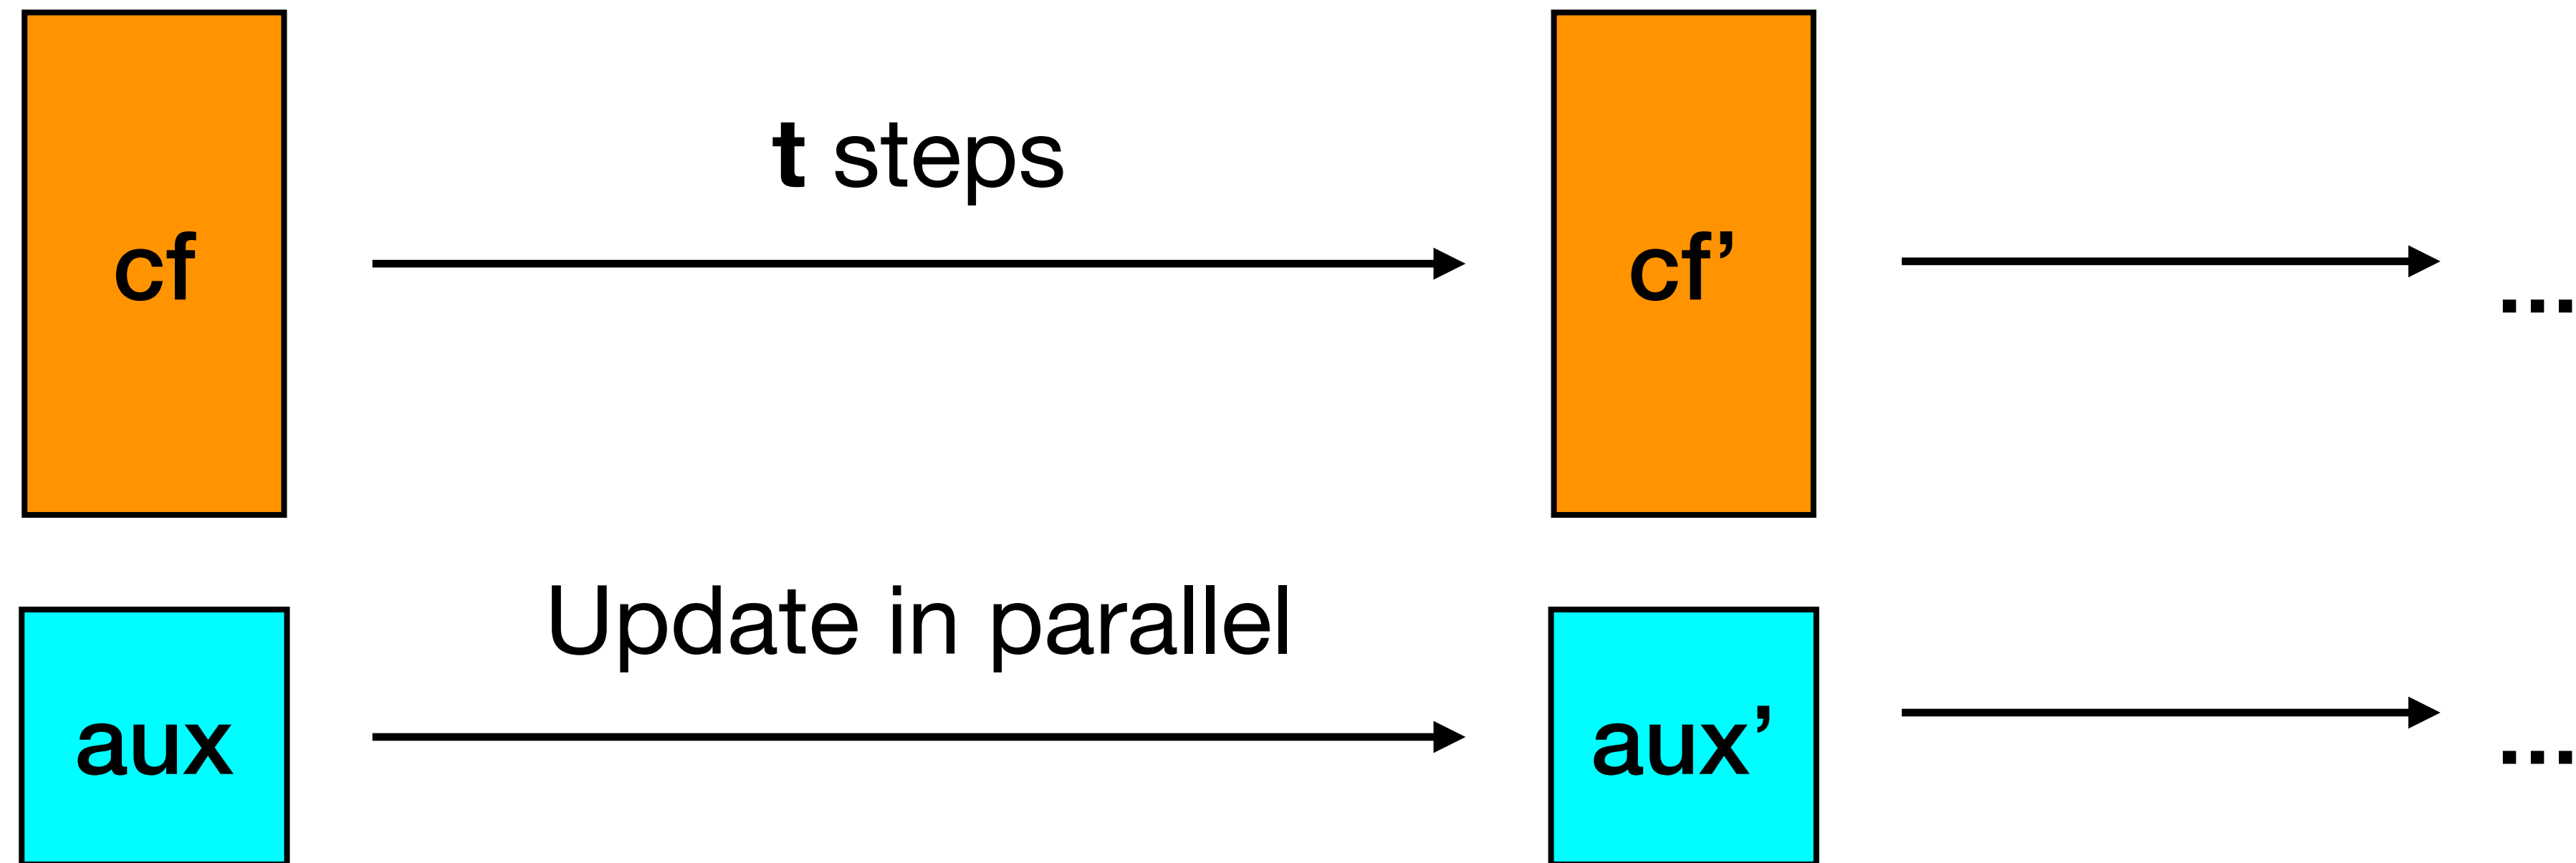 t steps
cf
cf’
...
Update in parallel
aux
aux’
...